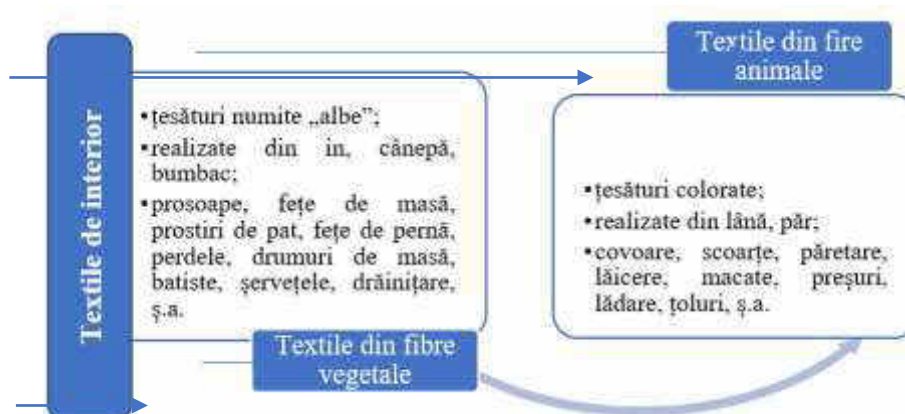 Textile de interior
•țesături numite „albe”;
•realizate din in, cânepă,
bumbac;
•prosoape, fețe de masă,
prostiri de pat, fețe de pernă,
perdele, drumuri de masă,
batiste, șervețele, drăinițare,
ș.a.
Textile din fibre
vegetale
Textile din fire
animale
•țesături colorate;
•realizate din lână, păr;
•covoare, scoarțe, păretare,
lăicere, macate, preșuri,
lădare, țoluri, ș.a.